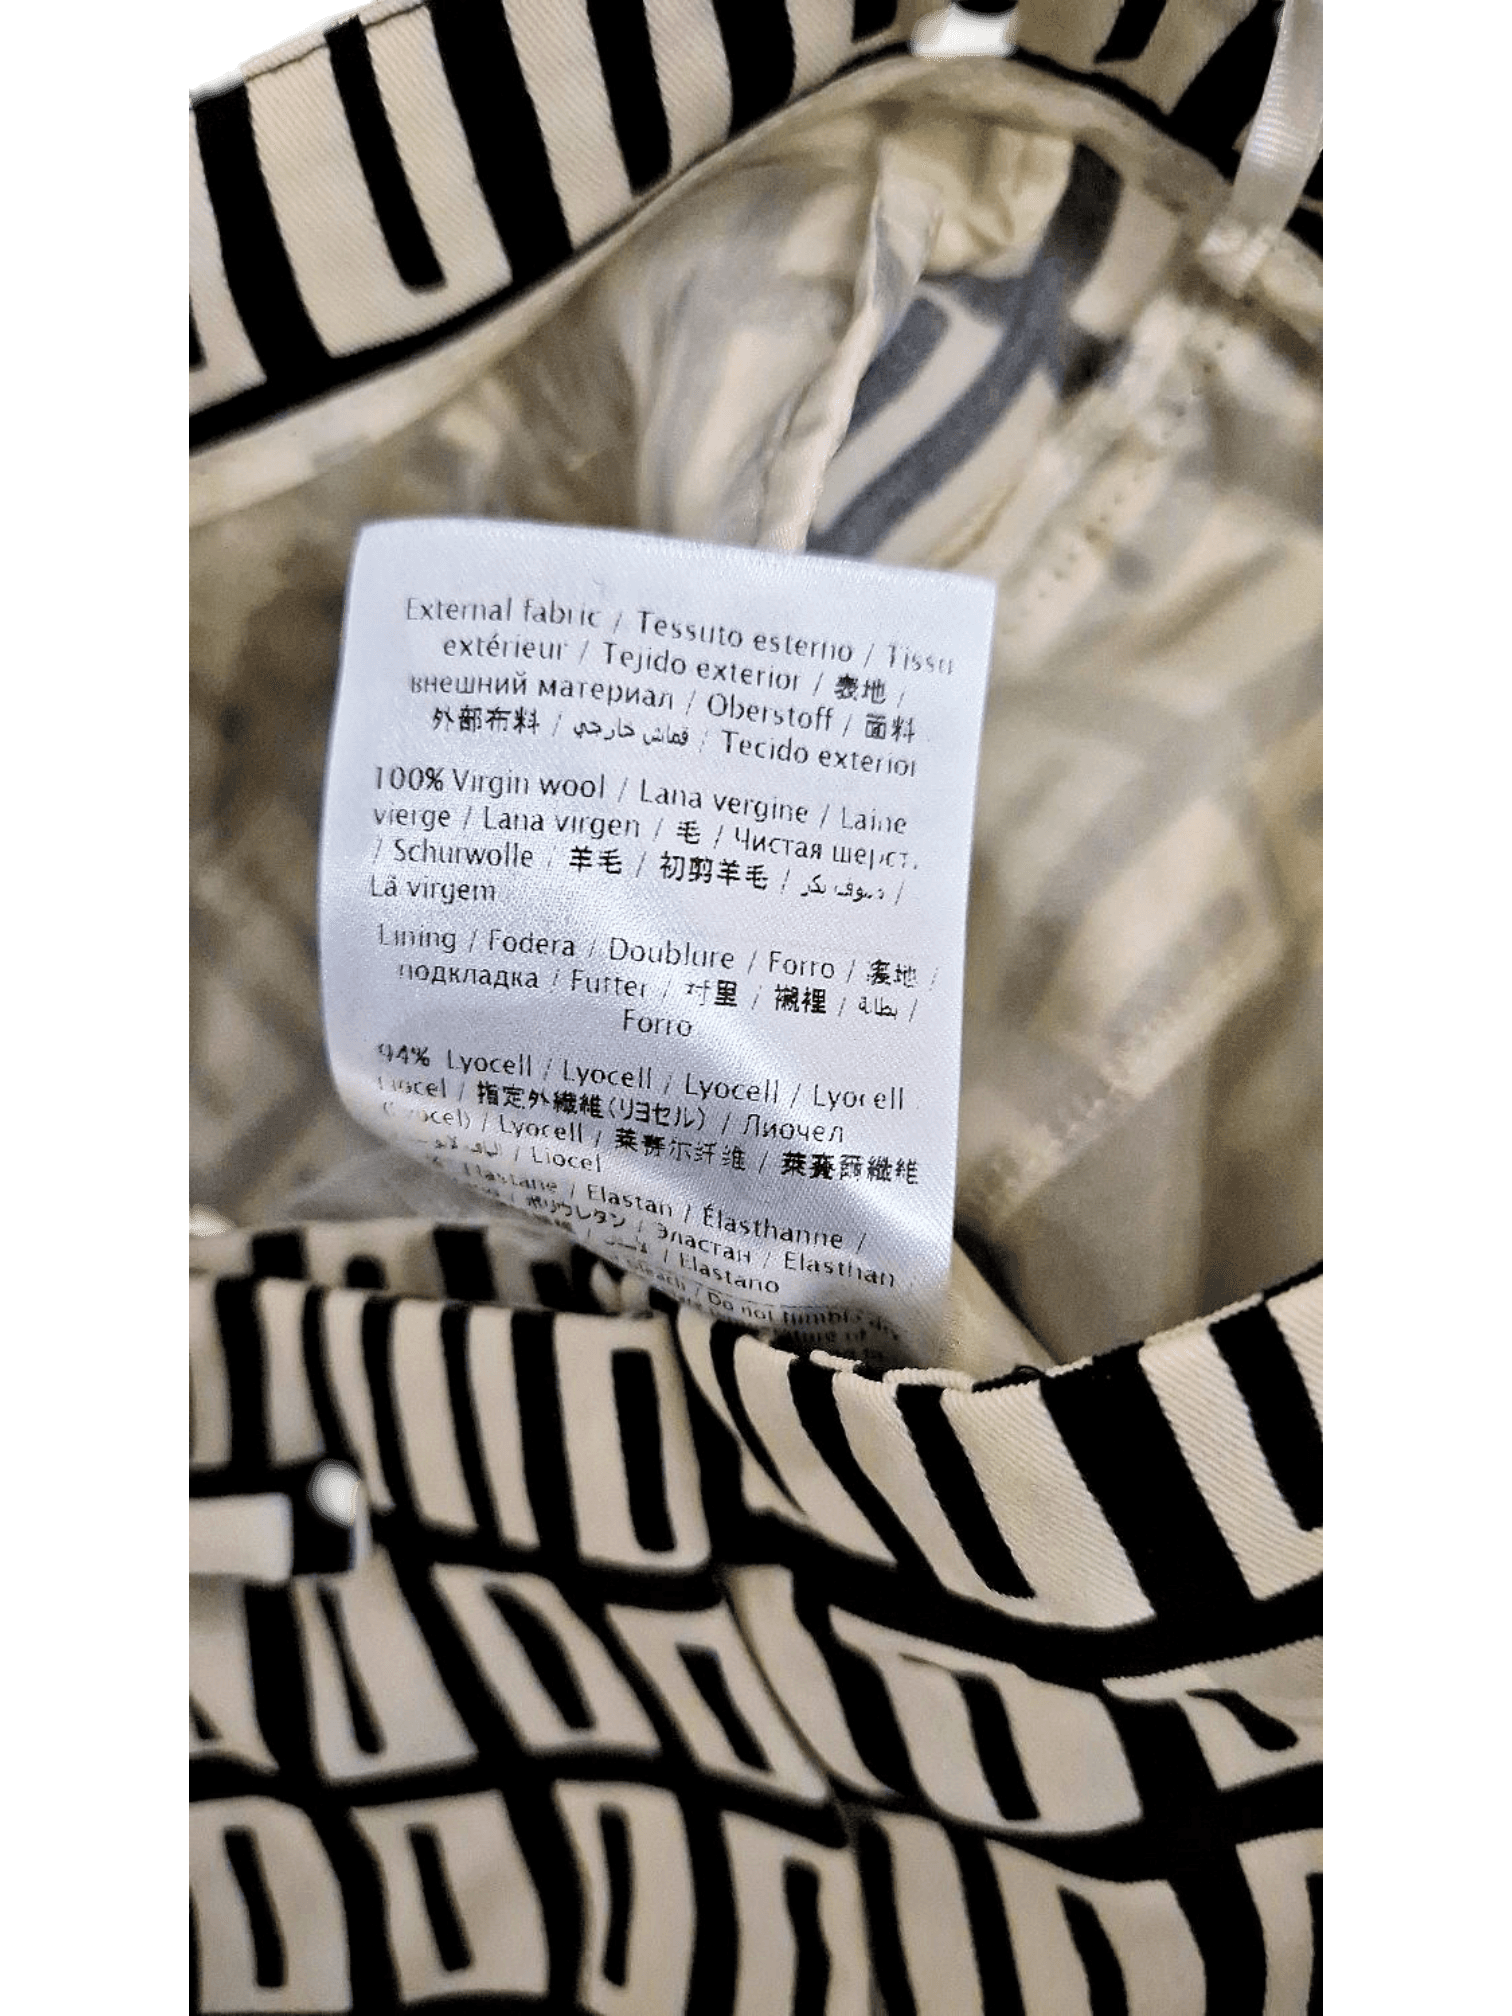 External fabric / Tessuto esterno / Tissu
extérieur / Tejido exterior / 表地 /
внешний материал / Oberstoff / 面料
外部布料 / قماش خارجي / Tecido exterior
100% Virgin wool / Lana vergine / Laine
vierge / Lana virgen / 毛 / Чистая шерсть
/ Schurwolle / 羊毛 / 初剪羊毛 / صوف بكر /
Lã virgem
Lining / Fodera / Doublure / Forro / 裏地 /
подкладка / Futter / 衬里 / 襯裡 / بطانة /
Forro
94% Lyocell / Lyocell / Lyocell / Lyocell
Liocel / 指定外繊維(リヨセル) / Лиочел
(Lyocel) / Lyocell / 莱赛尔纤维 / 萊賽爾纖維
/ Liocel
Elastane / Elastan / Élasthanne /
ポリウレタン / Эластан / Elasthan
/ Elastano
bleach / Do not tumble dry